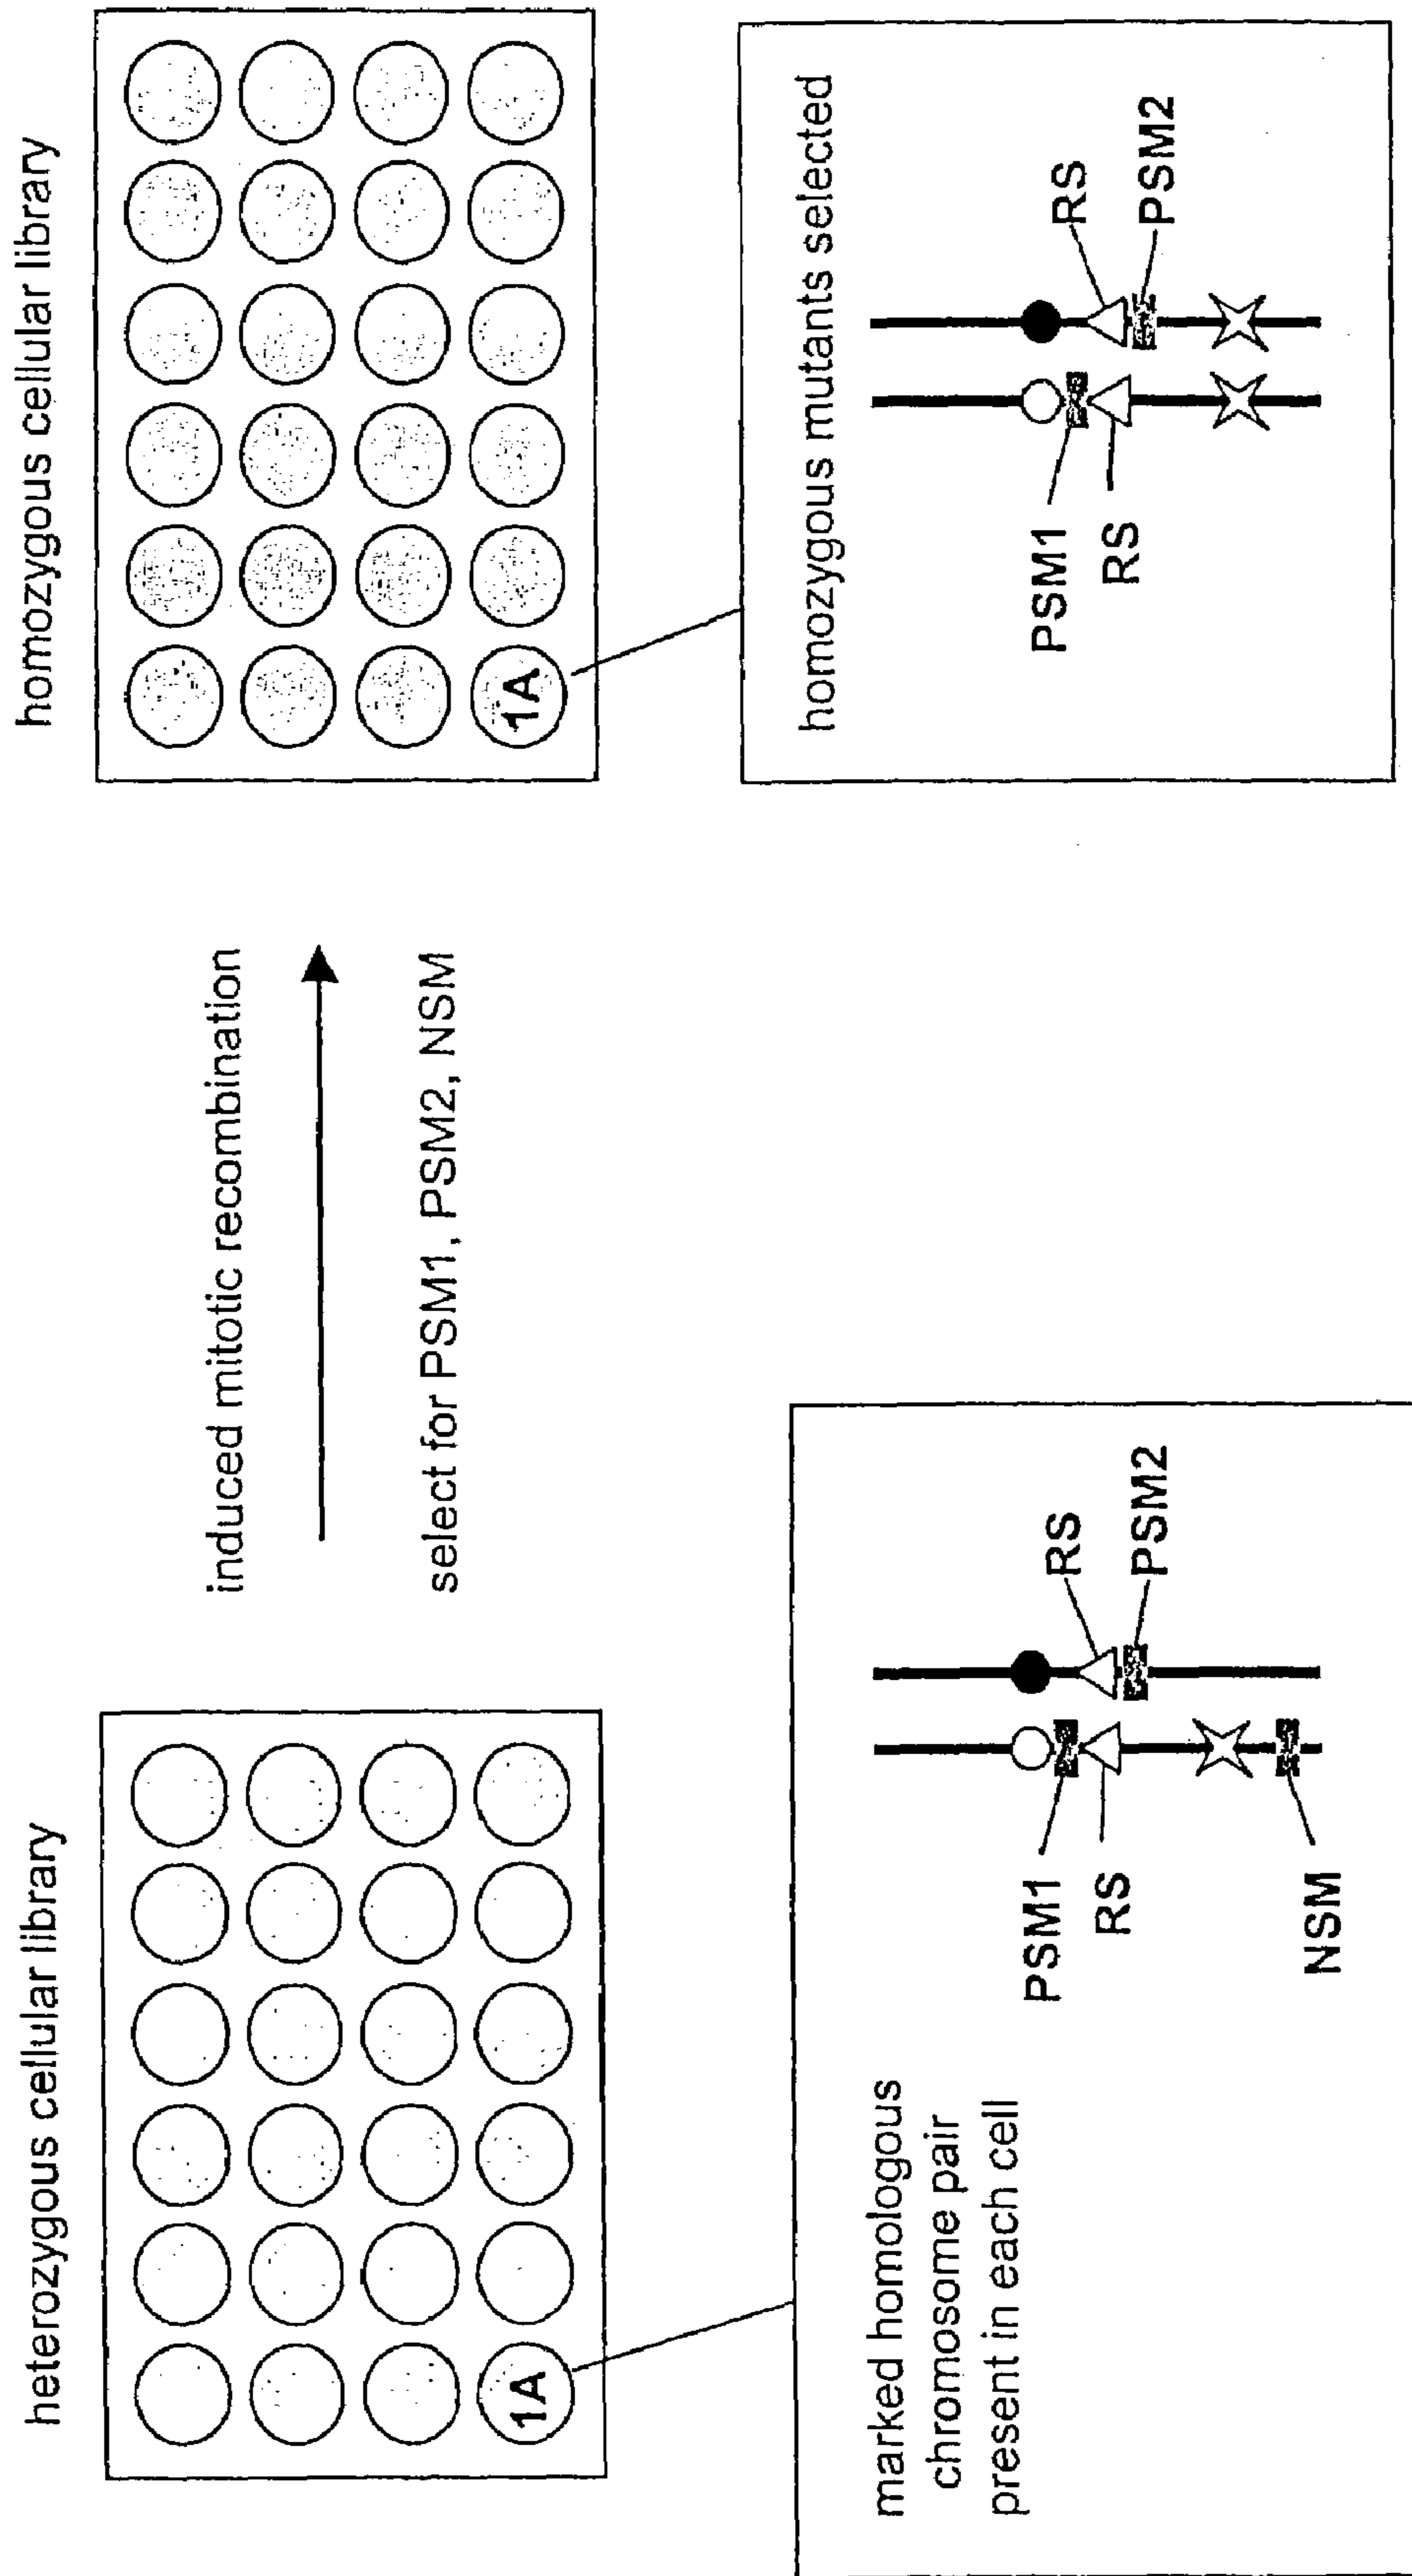 heterozygous cellular library
1A
induced mitotic recombination
select for PSM1, PSM2, NSM
homozygous cellular library
1A
marked homologous
chromosome pair
present in each cell
PSM1
RS
NSM
RS
PSM2
homozygous mutants selected
PSM1
RS
RS
PSM2